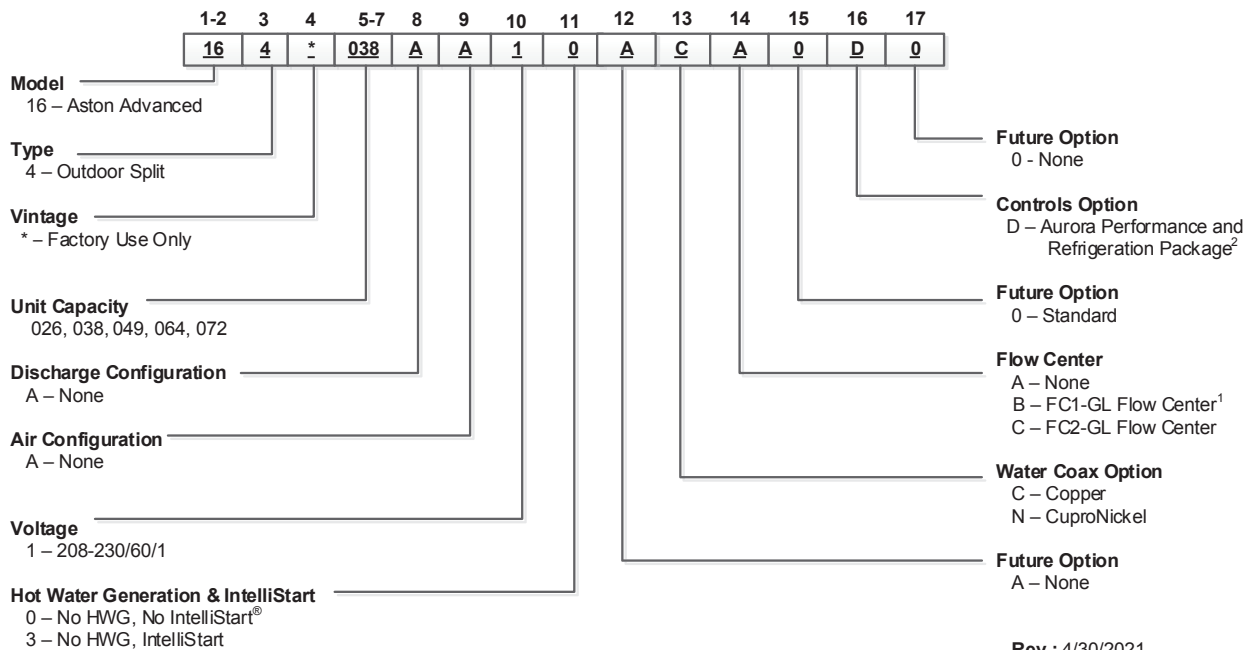 1-2 3 4 5-7 8 9 10 11 12 13 14 15 16 17
16 4 * 038 A A 1 0 A C A 0 D 0
Model
16 – Aston Advanced
Type
4 – Outdoor Split
Vintage
* – Factory Use Only
Unit Capacity
026, 038, 049, 064, 072
Discharge Configuration
A – None
Air Configuration
A – None
Voltage
1 – 208-230/60/1
Hot Water Generation & IntelliStart
0 – No HWG, No IntelliStart®
3 – No HWG, IntelliStart
Future Option
0 - None
Controls Option
D – Aurora Performance and
Refrigeration Package²
Future Option
0 – Standard
Flow Center
A – None
B – FC1-GL Flow Center¹
C – FC2-GL Flow Center
Water Coax Option
C – Copper
N – CuproNickel
Future Option
A – None
Rev.: 4/30/2021